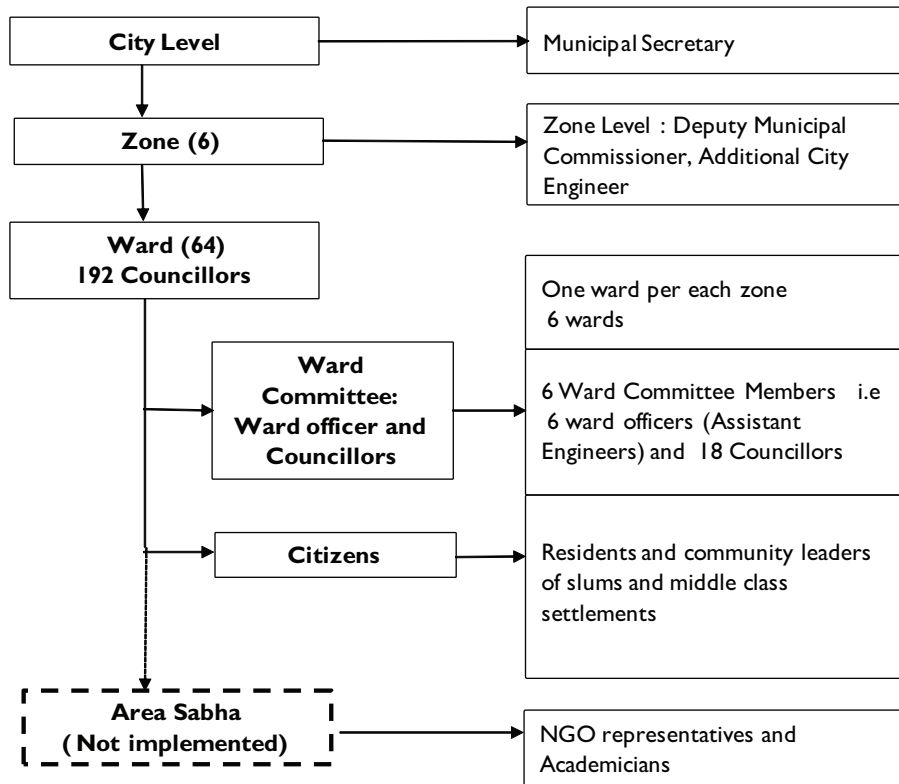 City Level
Municipal Secretary
Zone (6)
Zone Level : Deputy Municipal
Commissioner, Additional City
Engineer
Ward (64)
192 Councillors
One ward per each zone
6 wards
Ward
Committee:
Ward officer and
Councillors
6 Ward Committee Members i.e
6 ward officers (Assistant
Engineers) and 18 Councillors
Citizens
Residents and community leaders
of slums and middle class
settlements
Area Sabha
( Not implemented)
NGO representatives and
Academicians